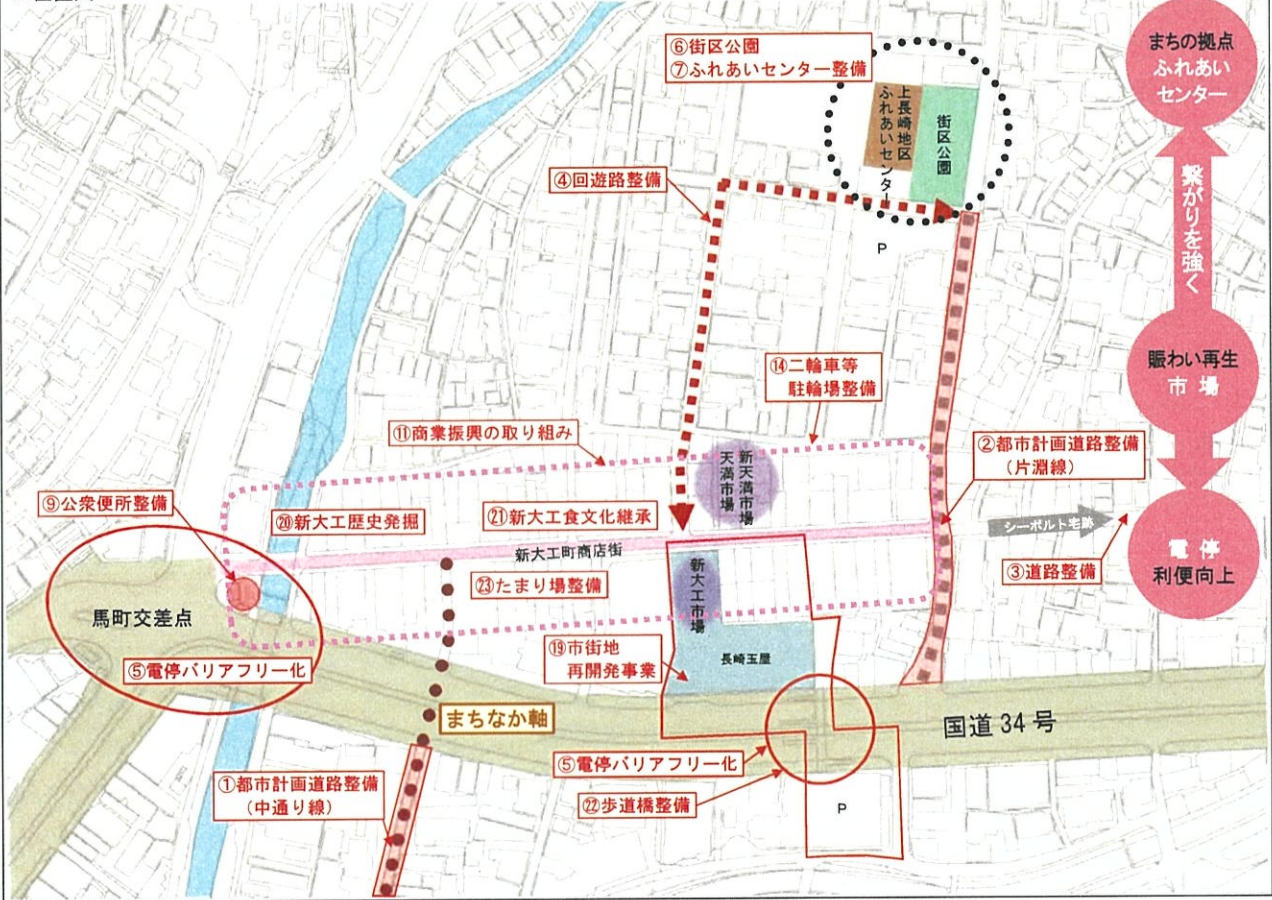 ⑥街区公園
⑦ふれあいセンター整備
まちの拠点
ふれあい
センター
上長崎地区
ふれあいセンター
街区公園
④回遊路整備
繋がりを強く
P
⑭二輪車等
駐輪場整備
賑わい再生
市場
⑪商業振興の取り組み
②都市計画道路整備
（片淵線）
新天満市場
天満市場
⑨公衆便所整備
⑳新大工歴史発掘
㉑新大工食文化継承
シーボルト宅跡
電停
利便向上
新大工町商店街
③道路整備
新大工市場
㉓たまり場整備
馬町交差点
⑲市街地
再開発事業
長崎玉屋
⑤電停バリアフリー化
まちなか軸
国道34号
⑤電停バリアフリー化
①都市計画道路整備
（中通り線）
㉒歩道橋整備
P